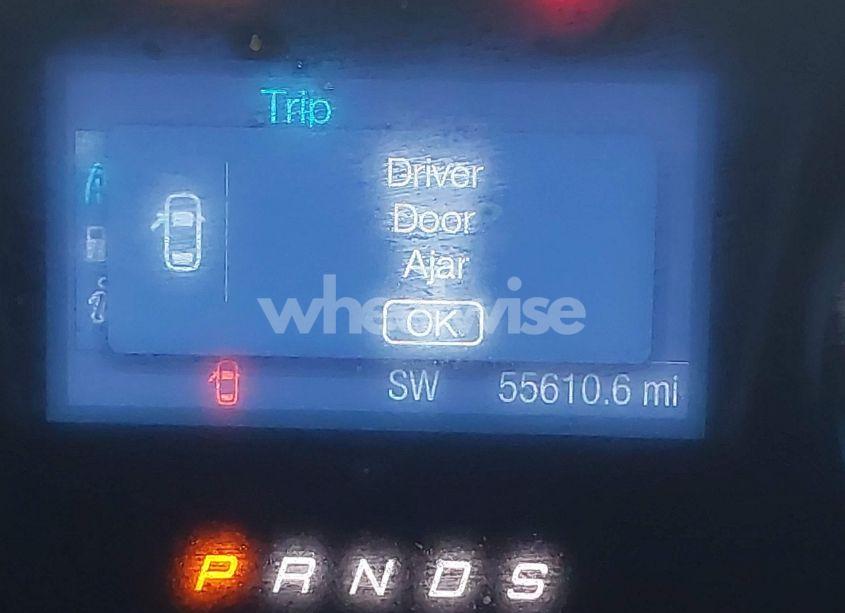 Trip
Driver
Door
Ajar
wheelwise
OK
SW 55610.6 mi
P R N D S